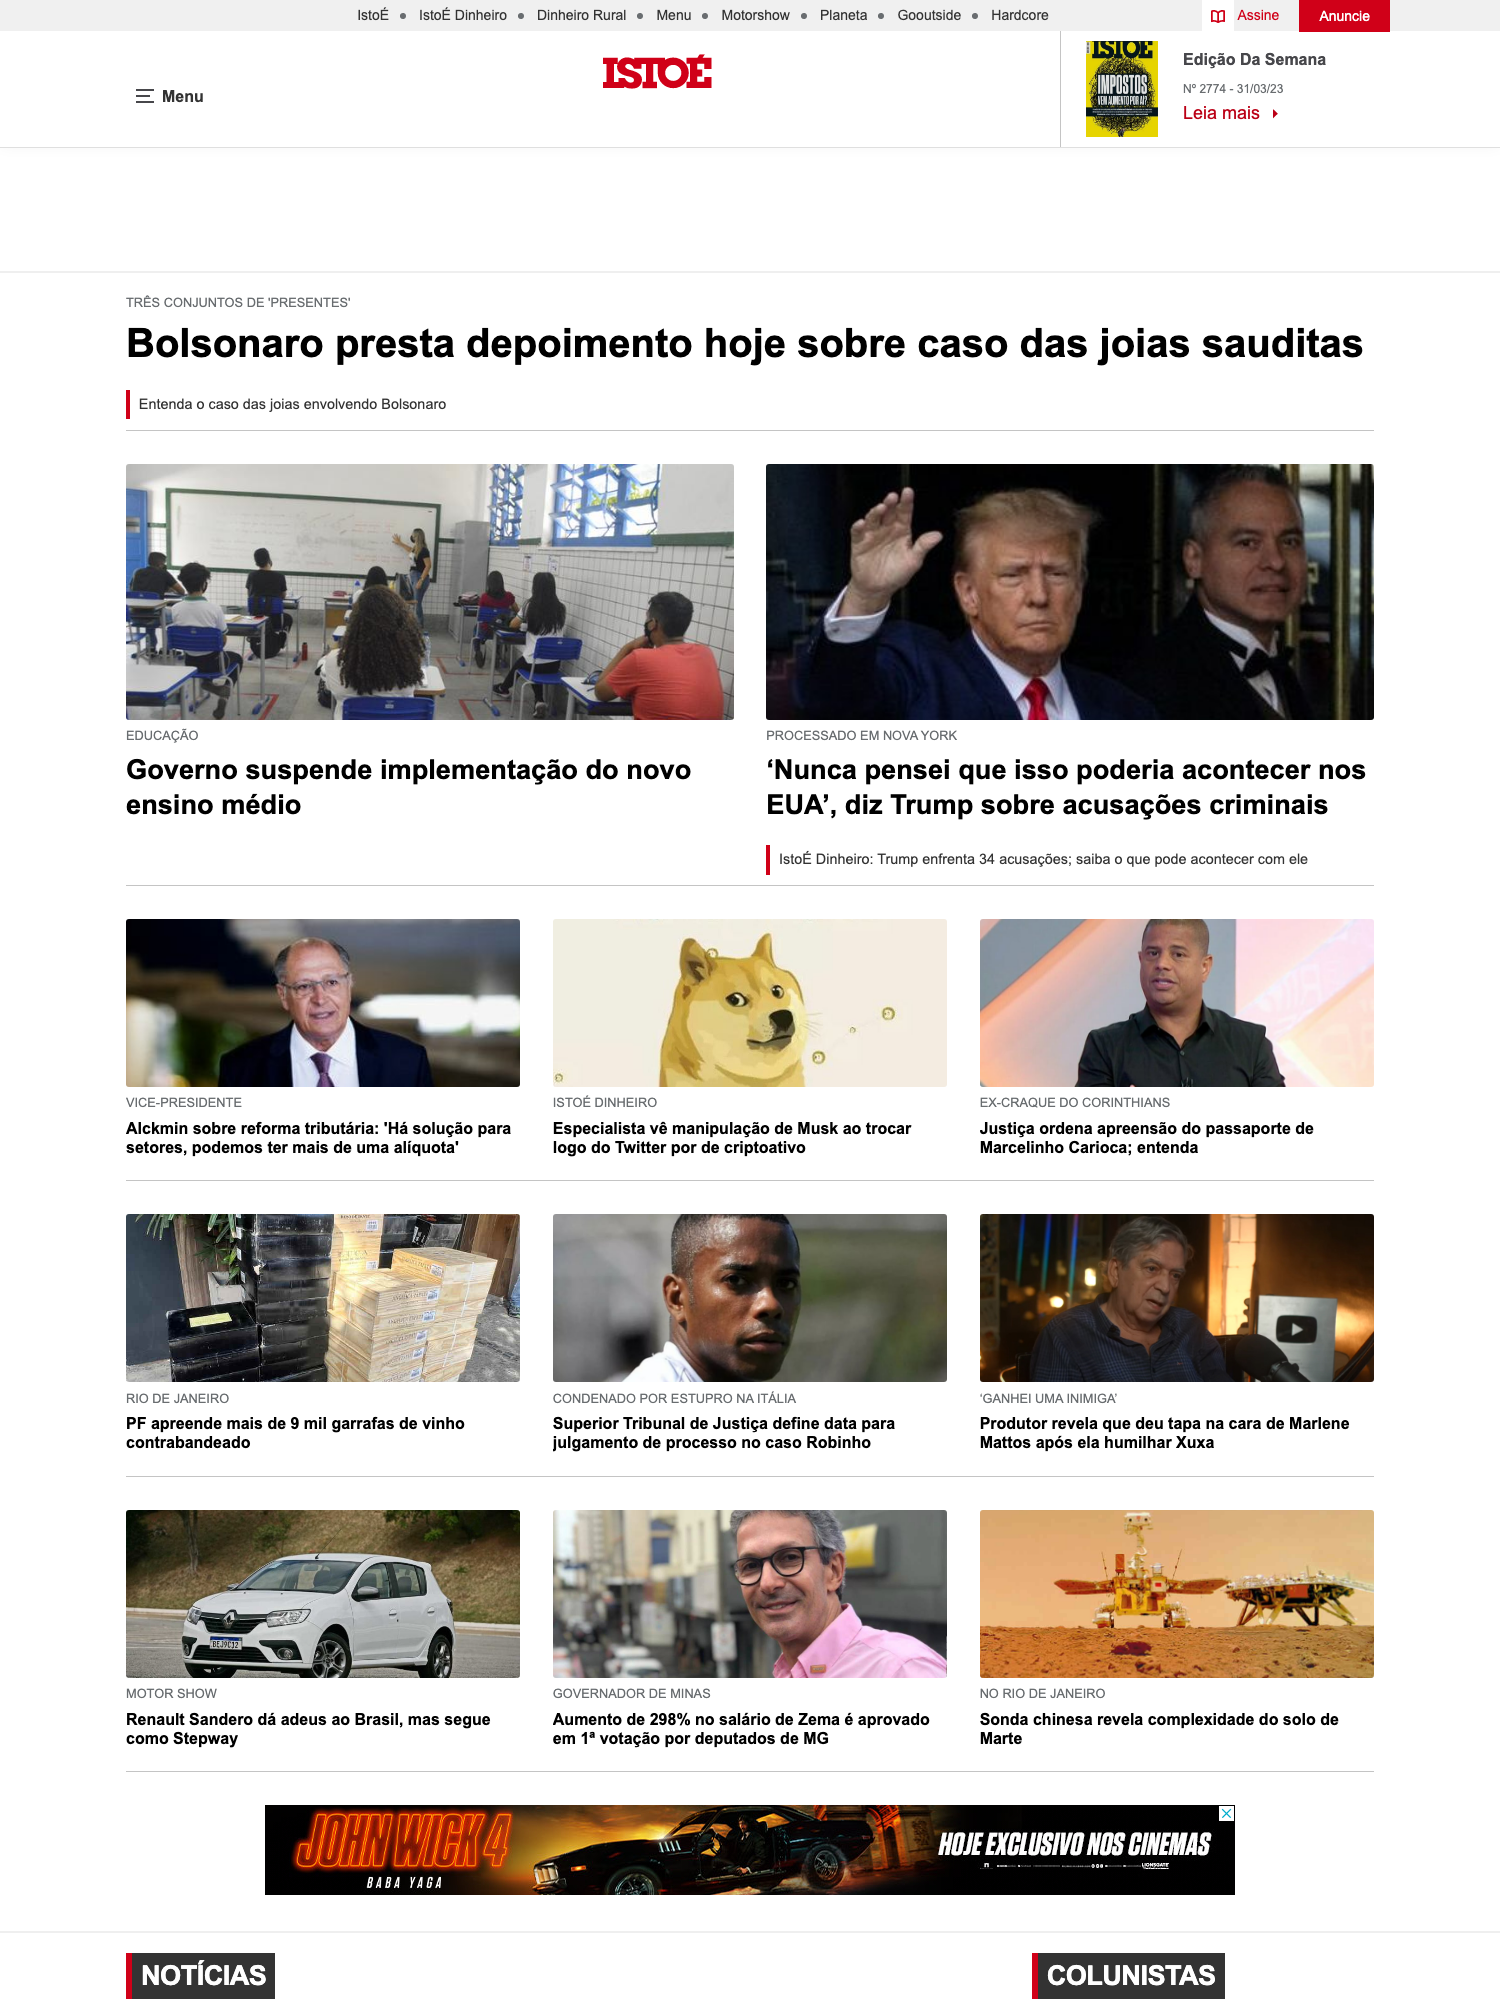 IstoÉ
IstoÉ Dinheiro
Dinheiro Rural
Menu
Motorshow
Planeta
Gooutside
Hardcore
Assine
Anuncie
Menu
ISTOÉ
ISTOÉ
IMPOSTOS
VEM AUMENTO POR AÍ?
Edição Da Semana
Nº 2774 - 31/03/23
Leia mais
TRÊS CONJUNTOS DE 'PRESENTES'
Bolsonaro presta depoimento hoje sobre caso das joias sauditas
Entenda o caso das joias envolvendo Bolsonaro
EDUCAÇÃO
Governo suspende implementação do novo
ensino médio
PROCESSADO EM NOVA YORK
‘Nunca pensei que isso poderia acontecer nos
EUA’, diz Trump sobre acusações criminais
IstoÉ Dinheiro: Trump enfrenta 34 acusações; saiba o que pode acontecer com ele
VICE-PRESIDENTE
Alckmin sobre reforma tributária: 'Há solução para
setores, podemos ter mais de uma alíquota'
ISTOÉ DINHEIRO
Especialista vê manipulação de Musk ao trocar
logo do Twitter por de criptoativo
EX-CRAQUE DO CORINTHIANS
Justiça ordena apreensão do passaporte de
Marcelinho Carioca; entenda
RIO DE JANEIRO
PF apreende mais de 9 mil garrafas de vinho
contrabandeado
CONDENADO POR ESTUPRO NA ITÁLIA
Superior Tribunal de Justiça define data para
julgamento de processo no caso Robinho
'GANHEI UMA INIMIGA'
Produtor revela que deu tapa na cara de Marlene
Mattos após ela humilhar Xuxa
MOTOR SHOW
Renault Sandero dá adeus ao Brasil, mas segue
como Stepway
GOVERNADOR DE MINAS
Aumento de 298% no salário de Zema é aprovado
em 1ª votação por deputados de MG
NO RIO DE JANEIRO
Sonda chinesa revela complexidade do solo de
Marte
JOHN WICK 4
BABA YAGA
HOJE EXCLUSIVO NOS CINEMAS
LIONSGATE
NOTÍCIAS
COLUNISTAS